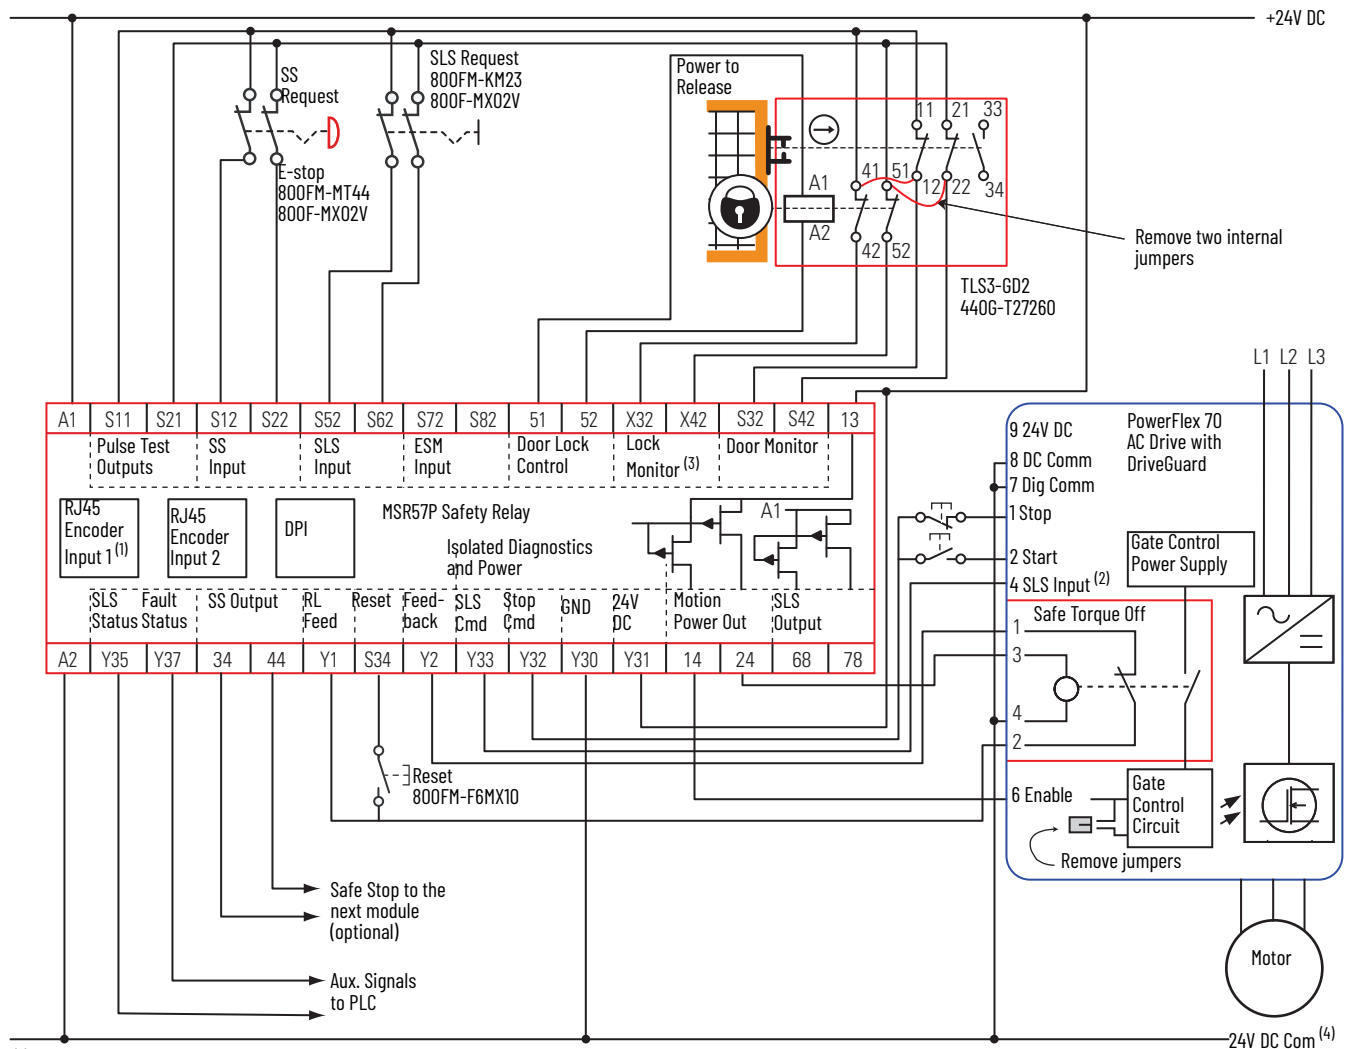 +24V DC
SS
Request
SLS Request
800FM-KM23
800F-MX02V
Power to
Release
11 21 33
E-stop
800FM-MT44
800F-MX02V
A1
41 51
12 22 34
A2
42 52
Remove two internal
jumpers
TLS3-GD2
440G-T27260
L1 L2 L3
A1 S11 S21 S12 S22 S52 S62 S72 S82 51 52 X32 X42 S32 S42 13
Pulse Test
Outputs
SS
Input
SLS
Input
ESM
Input
Door Lock
Control
Lock
Monitor (3)
Door Monitor
RJ45
Encoder
Input 1 (1)
RJ45
Encoder
Input 2
DPI
MSR57P Safety Relay
Isolated Diagnostics
and Power
A1
SLS
Status
Fault
Status
SS Output
RL
Feed
Reset
Feed-
back
SLS
Cmd
Stop
Cmd
GND
24V
DC
Motion
Power Out
SLS
Output
A2 Y35 Y37 34 44 Y1 S34 Y2 Y33 Y32 Y30 Y31 14 24 68 78
PowerFlex 70
AC Drive with
DriveGuard
9 24V DC
8 DC Comm
7 Dig Comm
1 Stop
2 Start
4 SLS Input (2)
Gate Control
Power Supply
Safe Torque Off
1
3
4
2
6 Enable
Gate
Control
Circuit
Remove jumpers
Reset
800FM-F6MX10
Safe Stop to the
next module
(optional)
Aux. Signals
to PLC
Motor
24V DC Com (4)